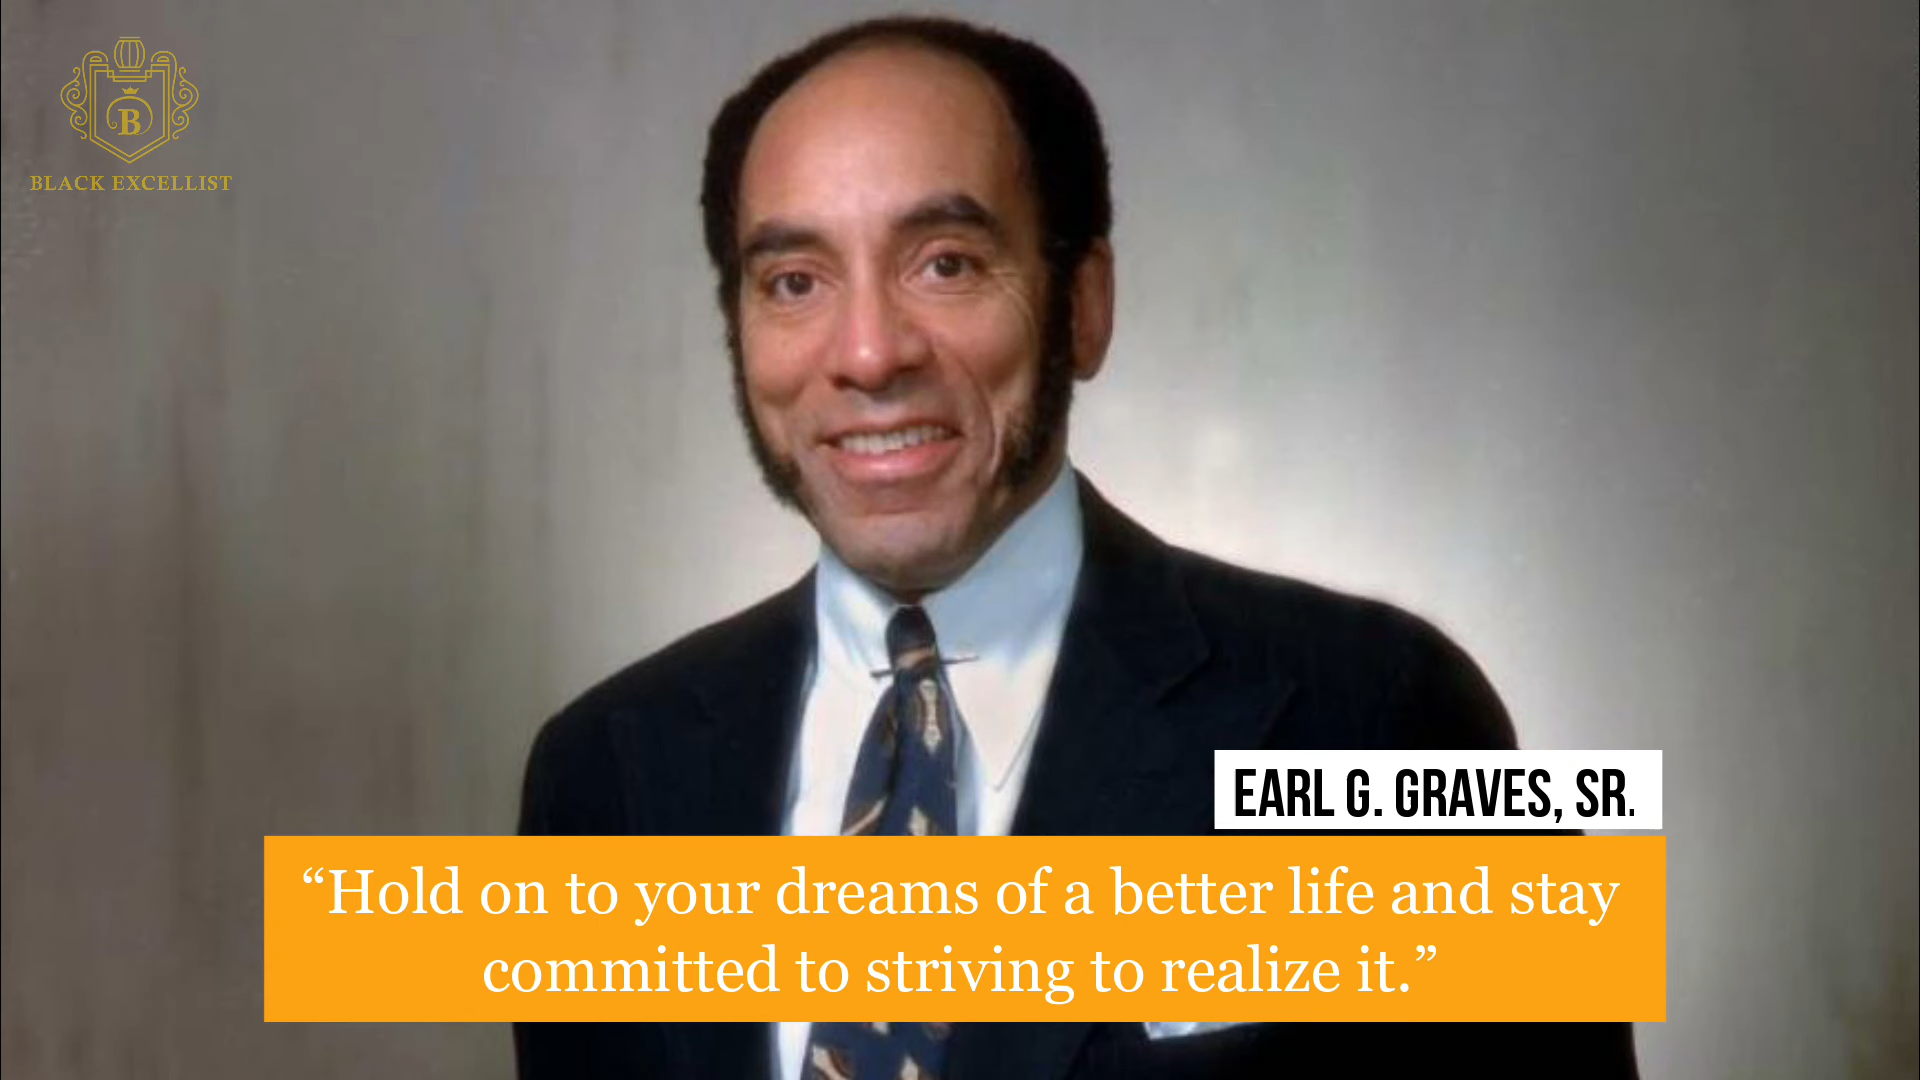 B
BLACK EXCELLIST
EARL G. GRAVES, SR.
“Hold on to your dreams of a better life and stay
committed to striving to realize it.”